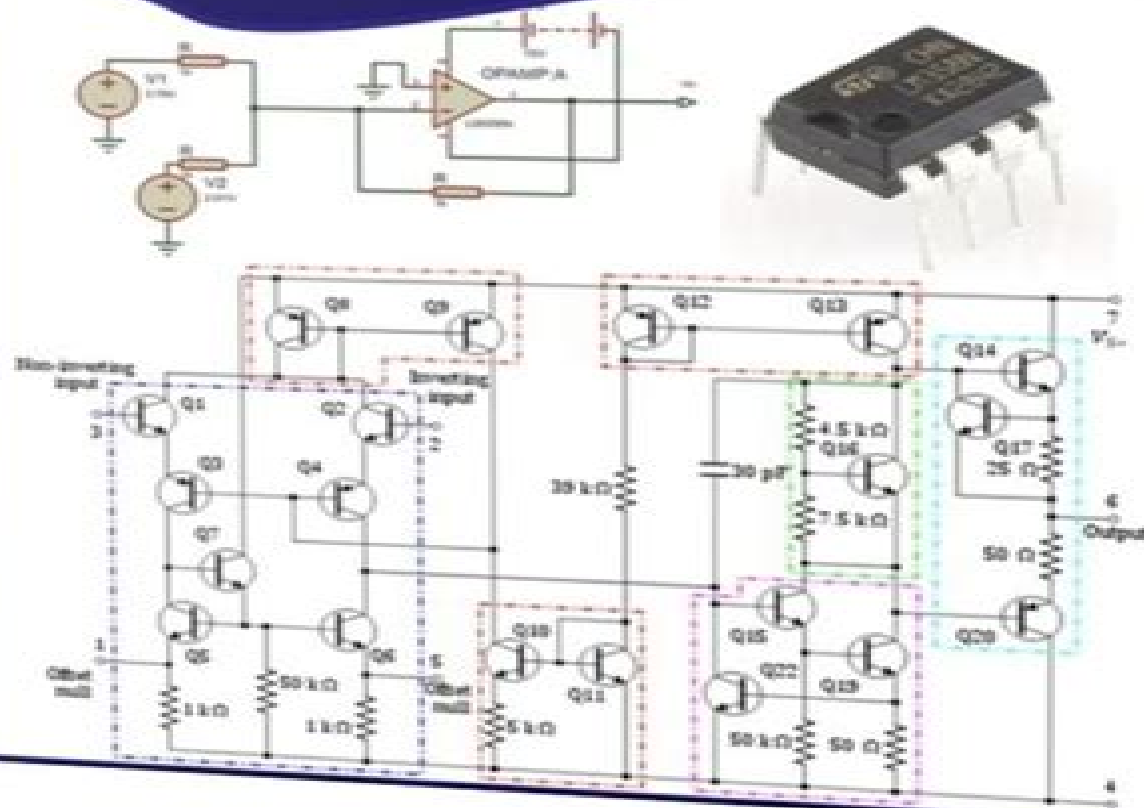 V1
V2
OPAMP,A
Q8
Q9
Q12
Q13
Non-inverting
input
Inverting
input
Q14
Q1
Q2
3
2
4.5 kΩ
Q16
Q17
25 Ω
Q3
Q4
39 kΩ
30 pF
7.5 kΩ
6
Output
Q7
50 Ω
Q15
Q20
Q10
1
Q5
Q6
5
Offset
null
Offset
null
Q22
Q19
Q11
50 kΩ
1 kΩ
1 kΩ
5 kΩ
50 kΩ
50 Ω
4